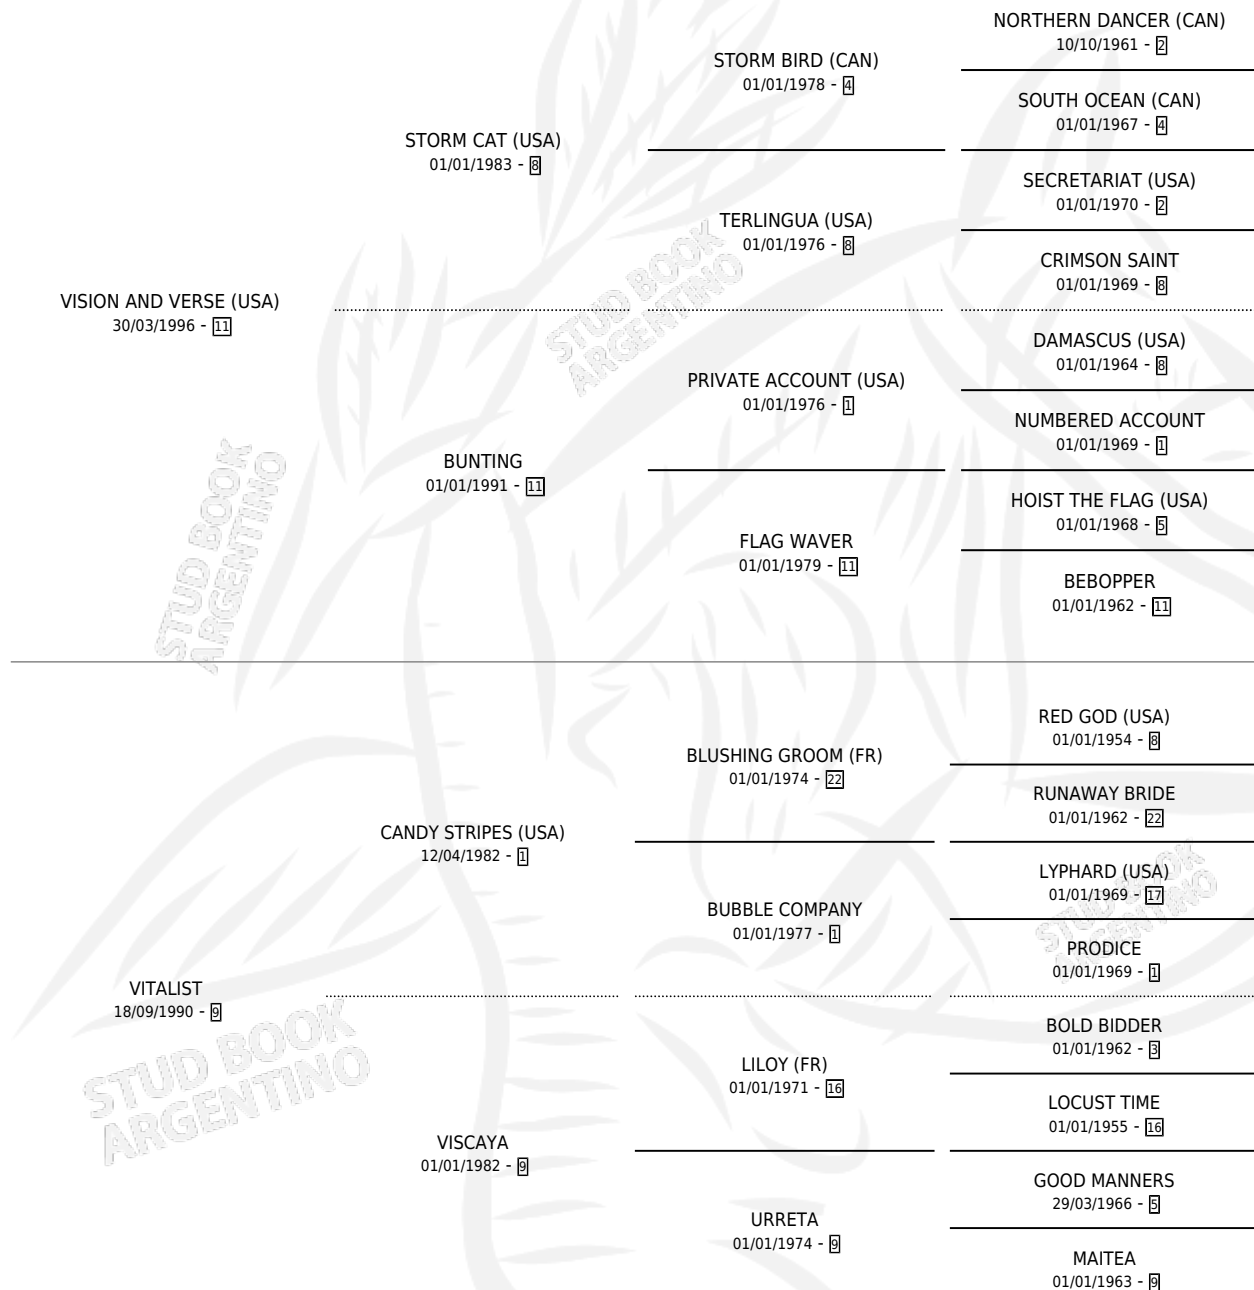 NORTHERN DANCER (CAN)
10/10/1961 - 2
STORM BIRD (CAN)
01/01/1978 - 4
SOUTH OCEAN (CAN)
01/01/1967 - 4
STORM CAT (USA)
01/01/1983 - 8
SECRETARIAT (USA)
01/01/1970 - 2
TERLINGUA (USA)
01/01/1976 - 8
CRIMSON SAINT
01/01/1969 - 8
VISION AND VERSE (USA)
30/03/1996 - 11
DAMASCUS (USA)
01/01/1964 - 8
PRIVATE ACCOUNT (USA)
01/01/1976 - 1
NUMBERED ACCOUNT
01/01/1969 - 1
BUNTING
01/01/1991 - 11
HOIST THE FLAG (USA)
01/01/1968 - 5
FLAG WAVER
01/01/1979 - 11
BEBOPPER
01/01/1962 - 11
RED GOD (USA)
01/01/1954 - 8
BLUSHING GROOM (FR)
01/01/1974 - 22
RUNAWAY BRIDE
01/01/1962 - 22
CANDY STRIPES (USA)
12/04/1982 - 1
LYPHARD (USA)
01/01/1969 - 17
BUBBLE COMPANY
01/01/1977 - 1
PRODICE
01/01/1969 - 1
VITALIST
18/09/1990 - 9
BOLD BIDDER
01/01/1962 - 3
LILOY (FR)
01/01/1971 - 16
LOCUST TIME
01/01/1955 - 16
VISCAYA
01/01/1982 - 9
GOOD MANNERS
29/03/1966 - 5
URRETA
01/01/1974 - 9
MAITEA
01/01/1963 - 9
STUD BOOK
ARGENTINO
STUD BOOK
ARGENTINO
STUD BOOK
ARGENTINO
STUD BOOK
ARGENTINO